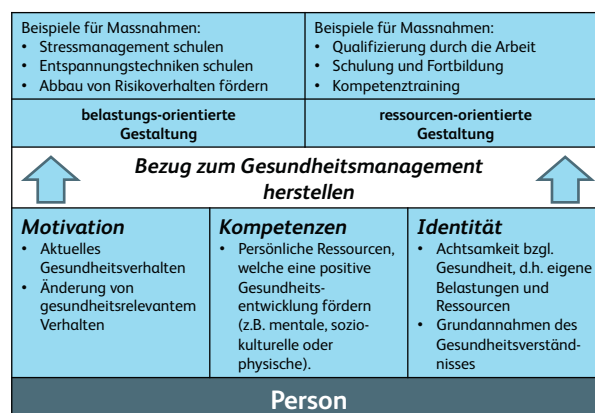 Beispiele für Massnahmen:
• Stressmanagement schulen
• Entspannungstechniken schulen
• Abbau von Risikoverhalten fördern
Beispiele für Massnahmen:
• Qualifizierung durch die Arbeit
• Schulung und Fortbildung
• Kompetenztraining
belastungs-orientierte
Gestaltung
ressourcen-orientierte
Gestaltung
Bezug zum Gesundheitsmanagement
herstellen
Motivation
• Aktuelles
Gesundheitsverhalten
• Änderung von
gesundheitsrelevantem
Verhalten
Kompetenzen
• Persönliche Ressourcen,
welche eine positive
Gesundheits-
entwicklung fördern
(z.B. mentale, sozio-
kulturelle oder
physische).
Identität
• Achtsamkeit bzgl.
Gesundheit, d.h. eigene
Belastungen und
Ressourcen
• Grundannahmen des
Gesundheitsverständ-
nisses
Person